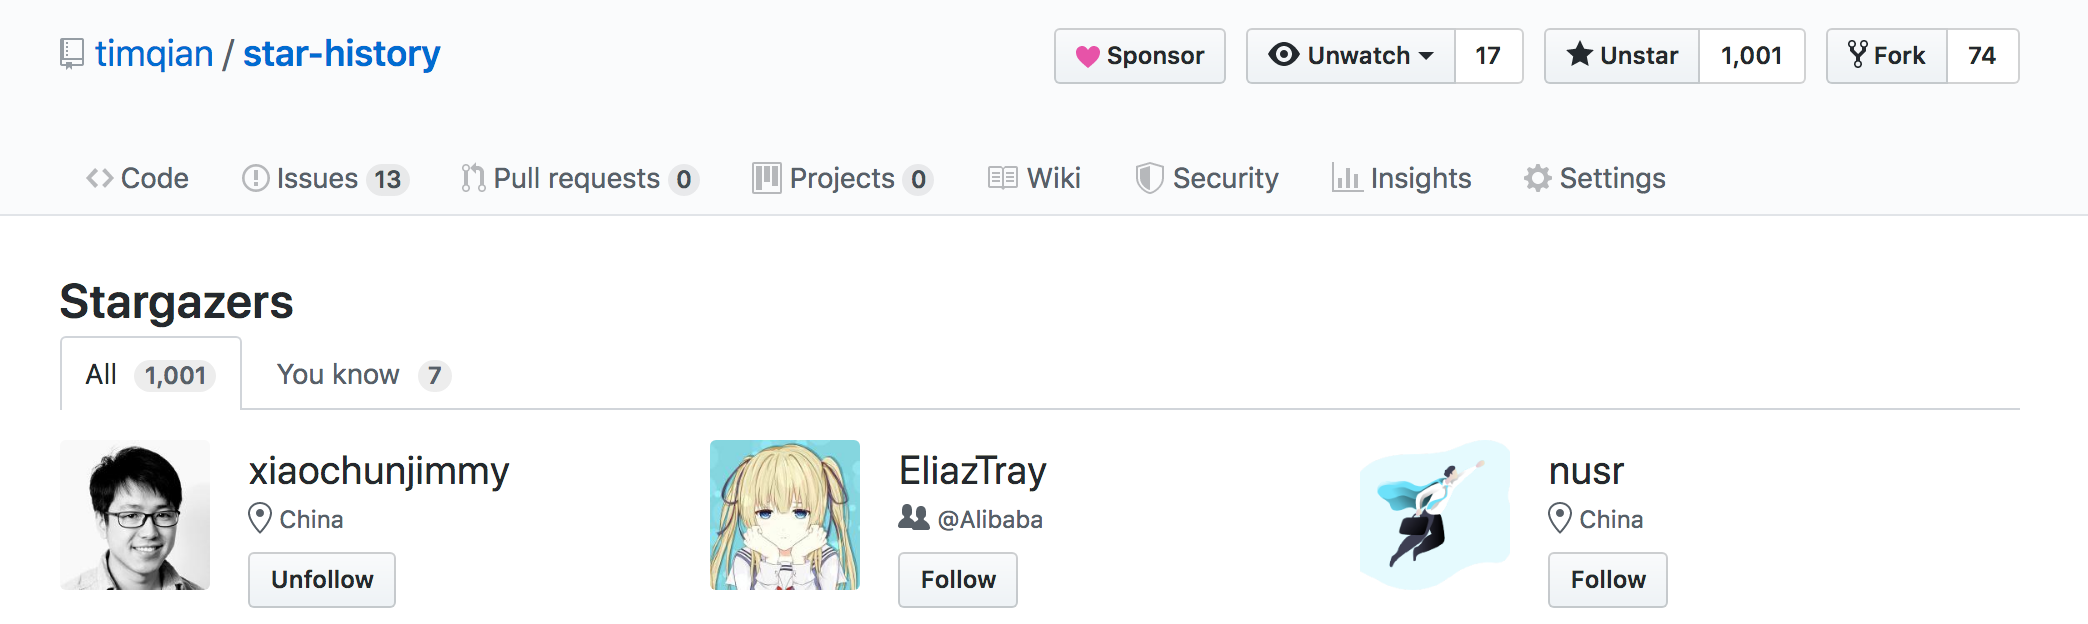 timqian / star-history
Sponsor Unwatch 17 Unstar 1,001 Fork 74
Code Issues 13 Pull requests 0 Projects 0 Wiki Security Insights Settings
Stargazers
All 1,001 You know 7
xiaochunjimmy
China
Unfollow
EliazTray
@Alibaba
Follow
nusr
China
Follow